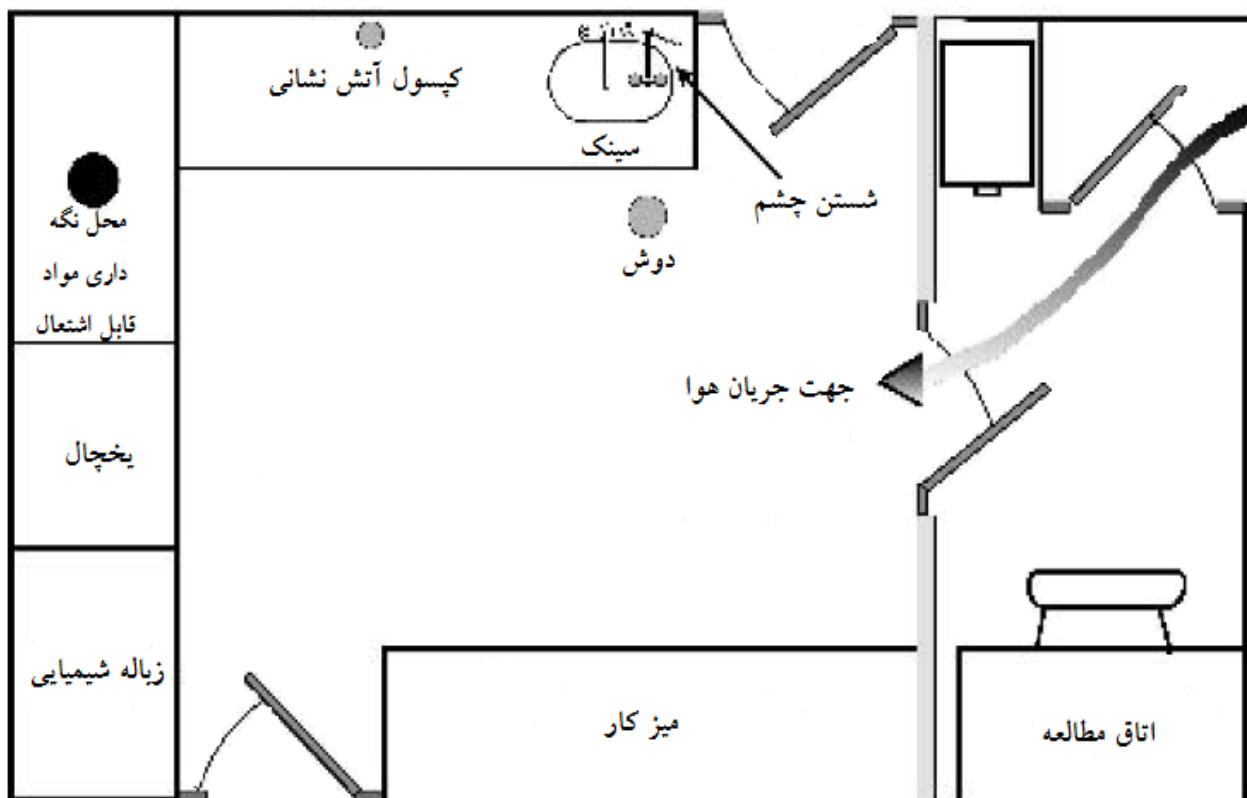 کپسول آتش نشانی
سینک
شستن چشم
دوش
محل نگه
داری مواد
قابل اشتعال
جهت جریان هوا
یخچال
زباله شیمیایی
میز کار
اتاق مطالعه